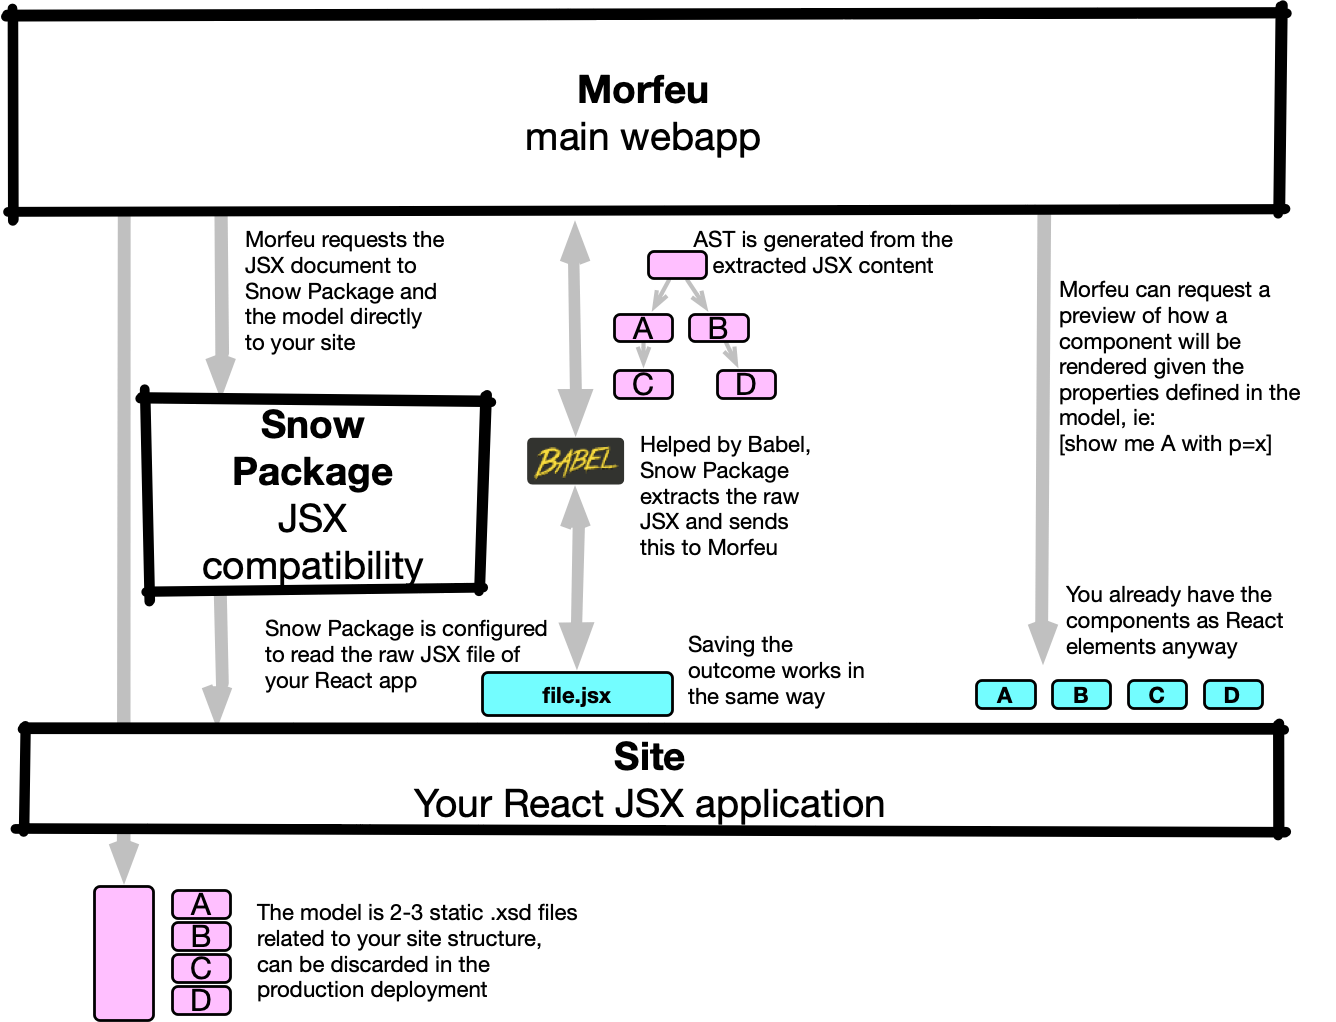 Morfeu
main webapp
Morfeu requests the
JSX document to
Snow Package and
the model directly
to your site
AST is generated from the
extracted JSX content
A
B
C
D
Morfeu can request a
preview of how a
component will be
rendered given the
properties defined in the
model, ie:
[show me A with p=x]
Snow
Package
JSX
compatibility
BABEL
Helped by Babel,
Snow Package
extracts the raw
JSX and sends
this to Morfeu
Snow Package is configured
to read the raw JSX file of
your React app
file.jsx
Saving the
outcome works in
the same way
You already have the
components as React
elements anyway
A
B
C
D
Site
Your React JSX application
A
B
C
D
The model is 2-3 static .xsd files
related to your site structure,
can be discarded in the
production deployment